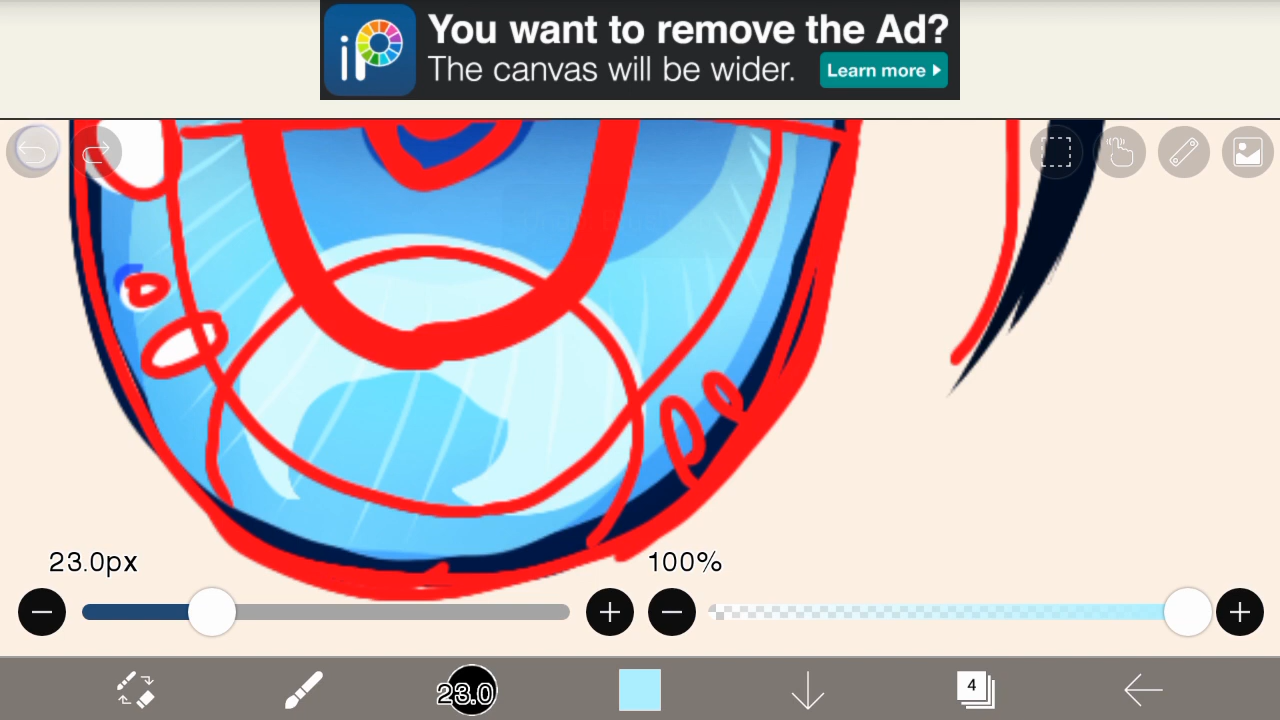 iP
You want to remove the Ad?
The canvas will be wider.
Learn more
23.0px
100%
23.0
4